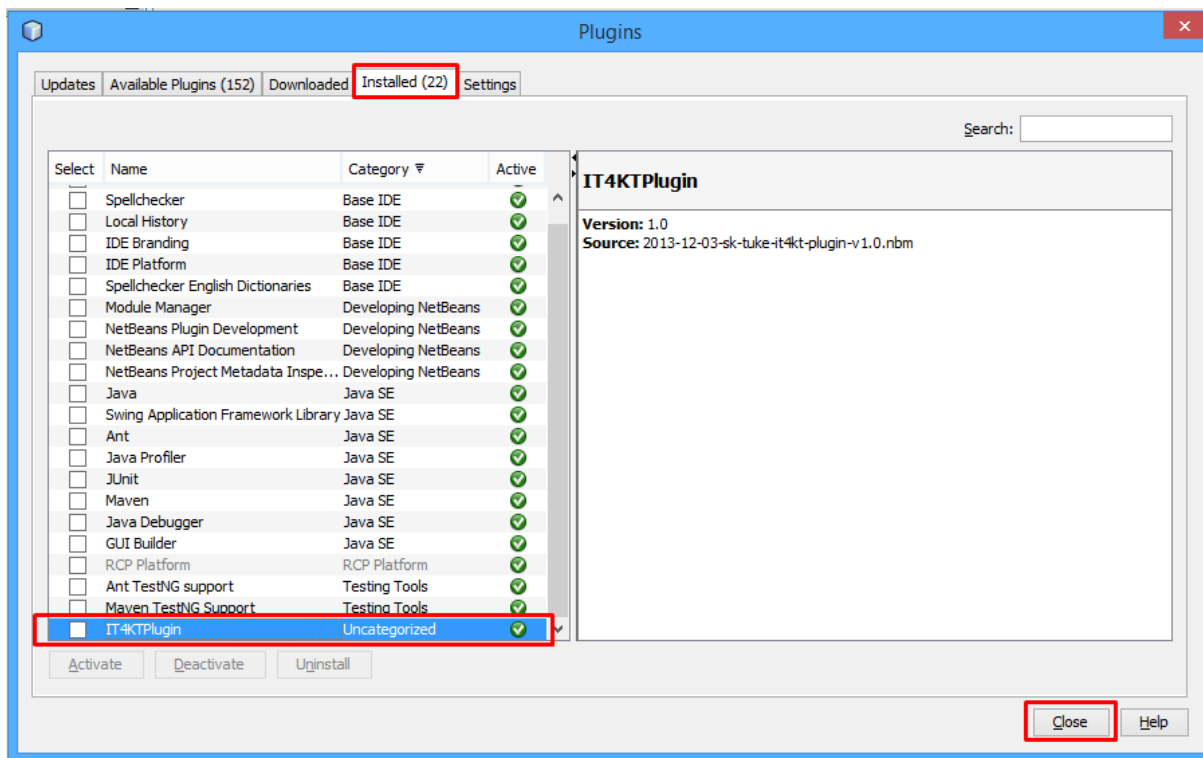 Plugins
Updates Available Plugins (152) Downloaded Installed (22) Settings
Search:
Select Name Category Active
Spellchecker Base IDE
Local History Base IDE
IDE Branding Base IDE
IDE Platform Base IDE
Spellchecker English Dictionaries Base IDE
Module Manager Developing NetBeans
NetBeans Plugin Development Developing NetBeans
NetBeans API Documentation Developing NetBeans
NetBeans Project Metadata Inspe... Developing NetBeans
Java Java SE
Swing Application Framework Library Java SE
Ant Java SE
Java Profiler Java SE
JUnit Java SE
Maven Java SE
Java Debugger Java SE
GUI Builder Java SE
RCP Platform RCP Platform
Ant TestNG support Testing Tools
Maven TestNG Support Testing Tools
IT4KTPlugin Uncategorized
IT4KTPlugin
Version: 1.0
Source: 2013-12-03-sk-tuke-it4kt-plugin-v1.0.nbm
Activate Deactivate Uninstall
Close Help